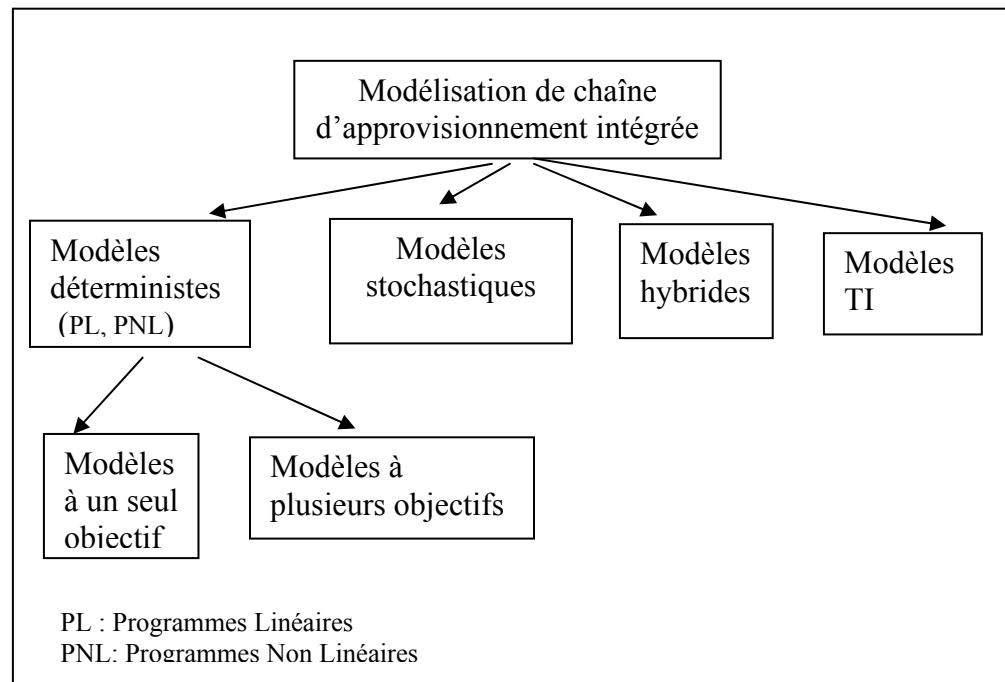 Modélisation de chaîne
d'approvisionnement intégrée
Modèles
déterministes
(PL, PNL)
Modèles
stochastiques
Modèles
hybrides
Modèles
TI
Modèles
à un seul
objectif
Modèles à
plusieurs objectifs
PL : Programmes Linéaires
PNL: Programmes Non Linéaires